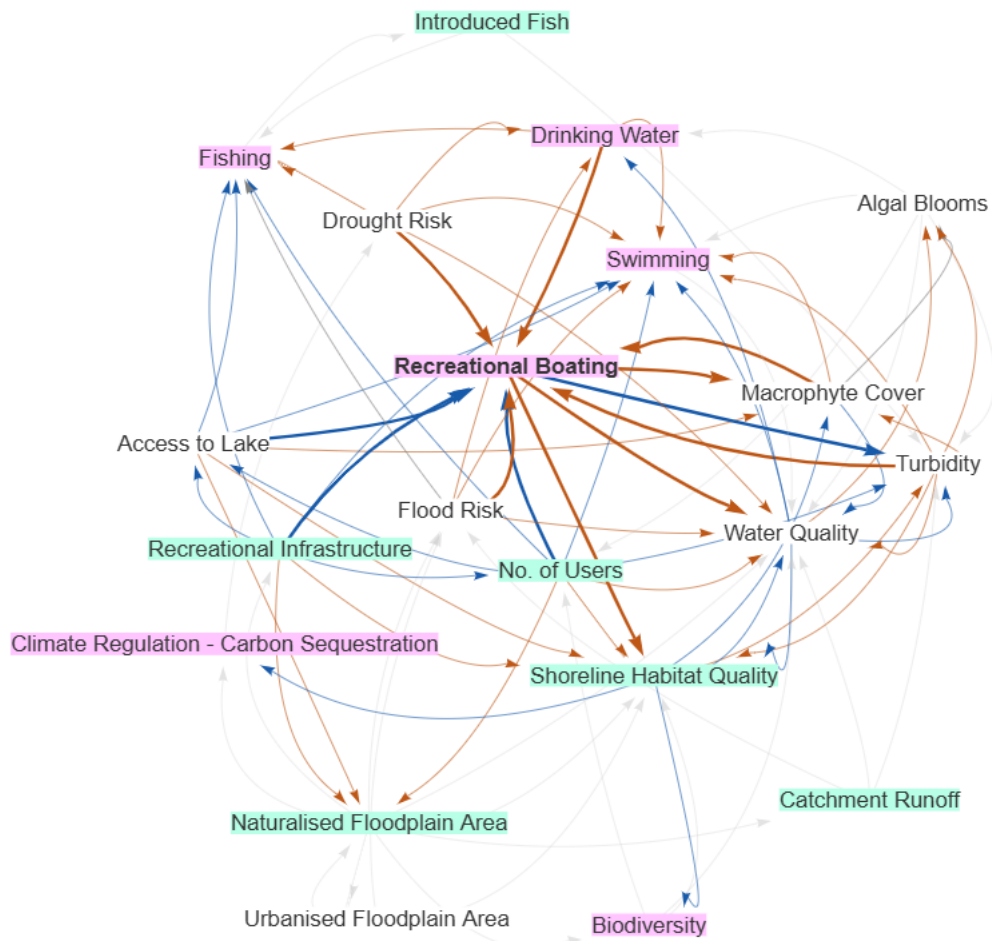 Introduced Fish
Drinking Water
Fishing
Algal Blooms
Drought Risk
Swimming
Recreational Boating
Macrophyte Cover
Access to Lake
Turbidity
Flood Risk
Water Quality
Recreational Infrastructure
No. of Users
Climate Regulation - Carbon Sequestration
Shoreline Habitat Quality
Catchment Runoff
Naturalised Floodplain Area
Urbanised Floodplain Area
Biodiversity